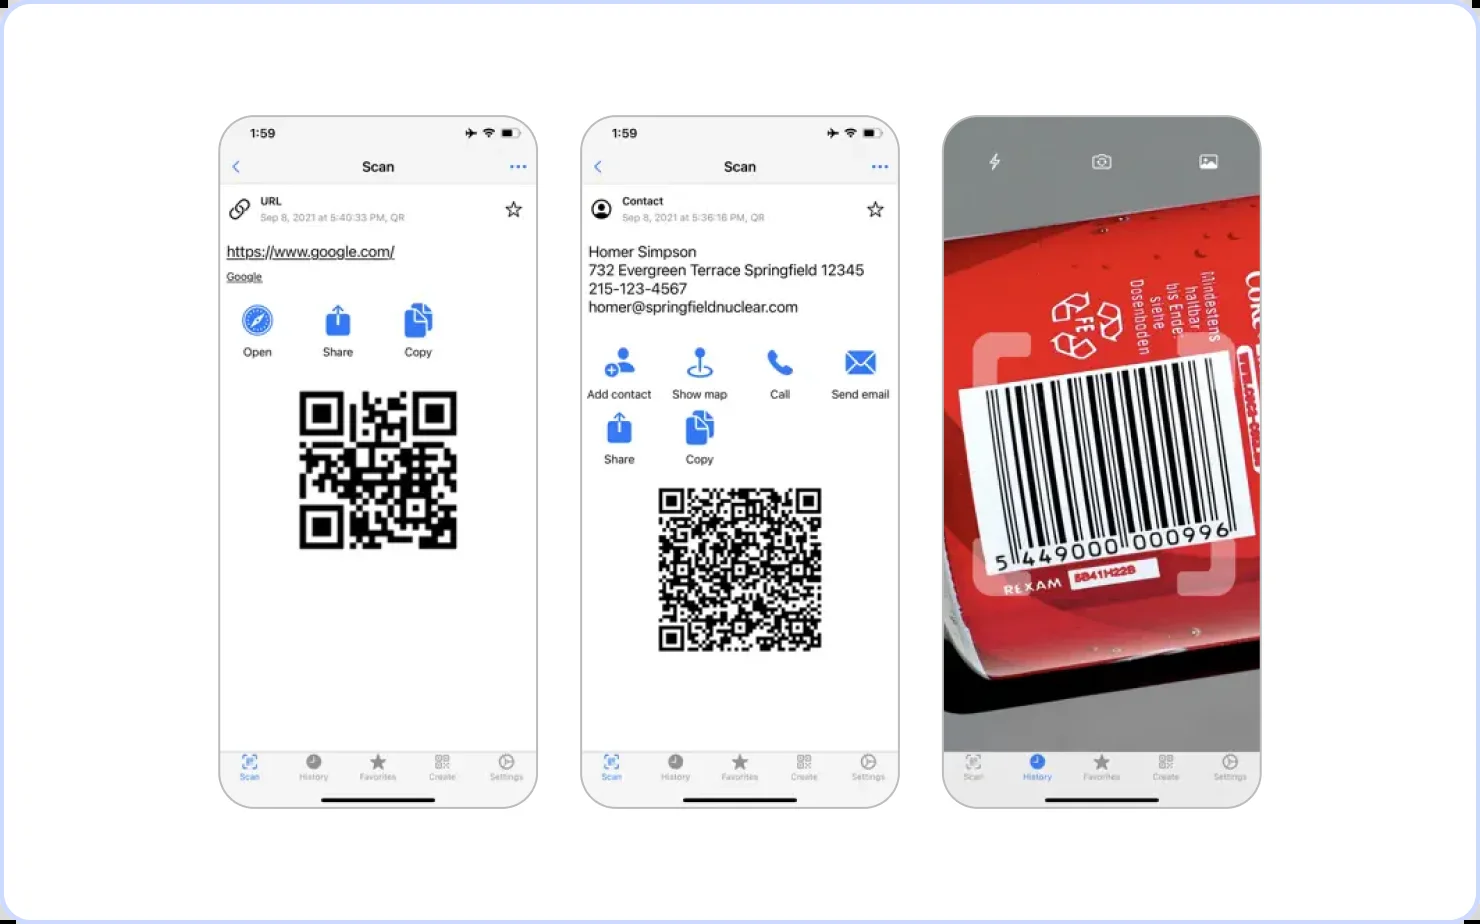 1:59
Scan
URL
Sep 8, 2021 at 5:40:33 PM, QR
https://www.google.com/
Google
Open
Share
Copy
Scan
History
Favorites
Create
Settings
1:59
Scan
Contact
Sep 8, 2021 at 5:36:16 PM, QR
Homer Simpson
732 Evergreen Terrace Springfield 12345
215-123-4567
homer@springfieldnuclear.com
Add contact
Show map
Call
Send email
Share
Copy
Scan
History
Favorites
Create
Settings
Mindestens
haltbar
bis Ende:
siehe
Dosenboden
FE
5 449000 000996
REXAM
5B41H22B
Scan
History
Favorites
Create
Settings